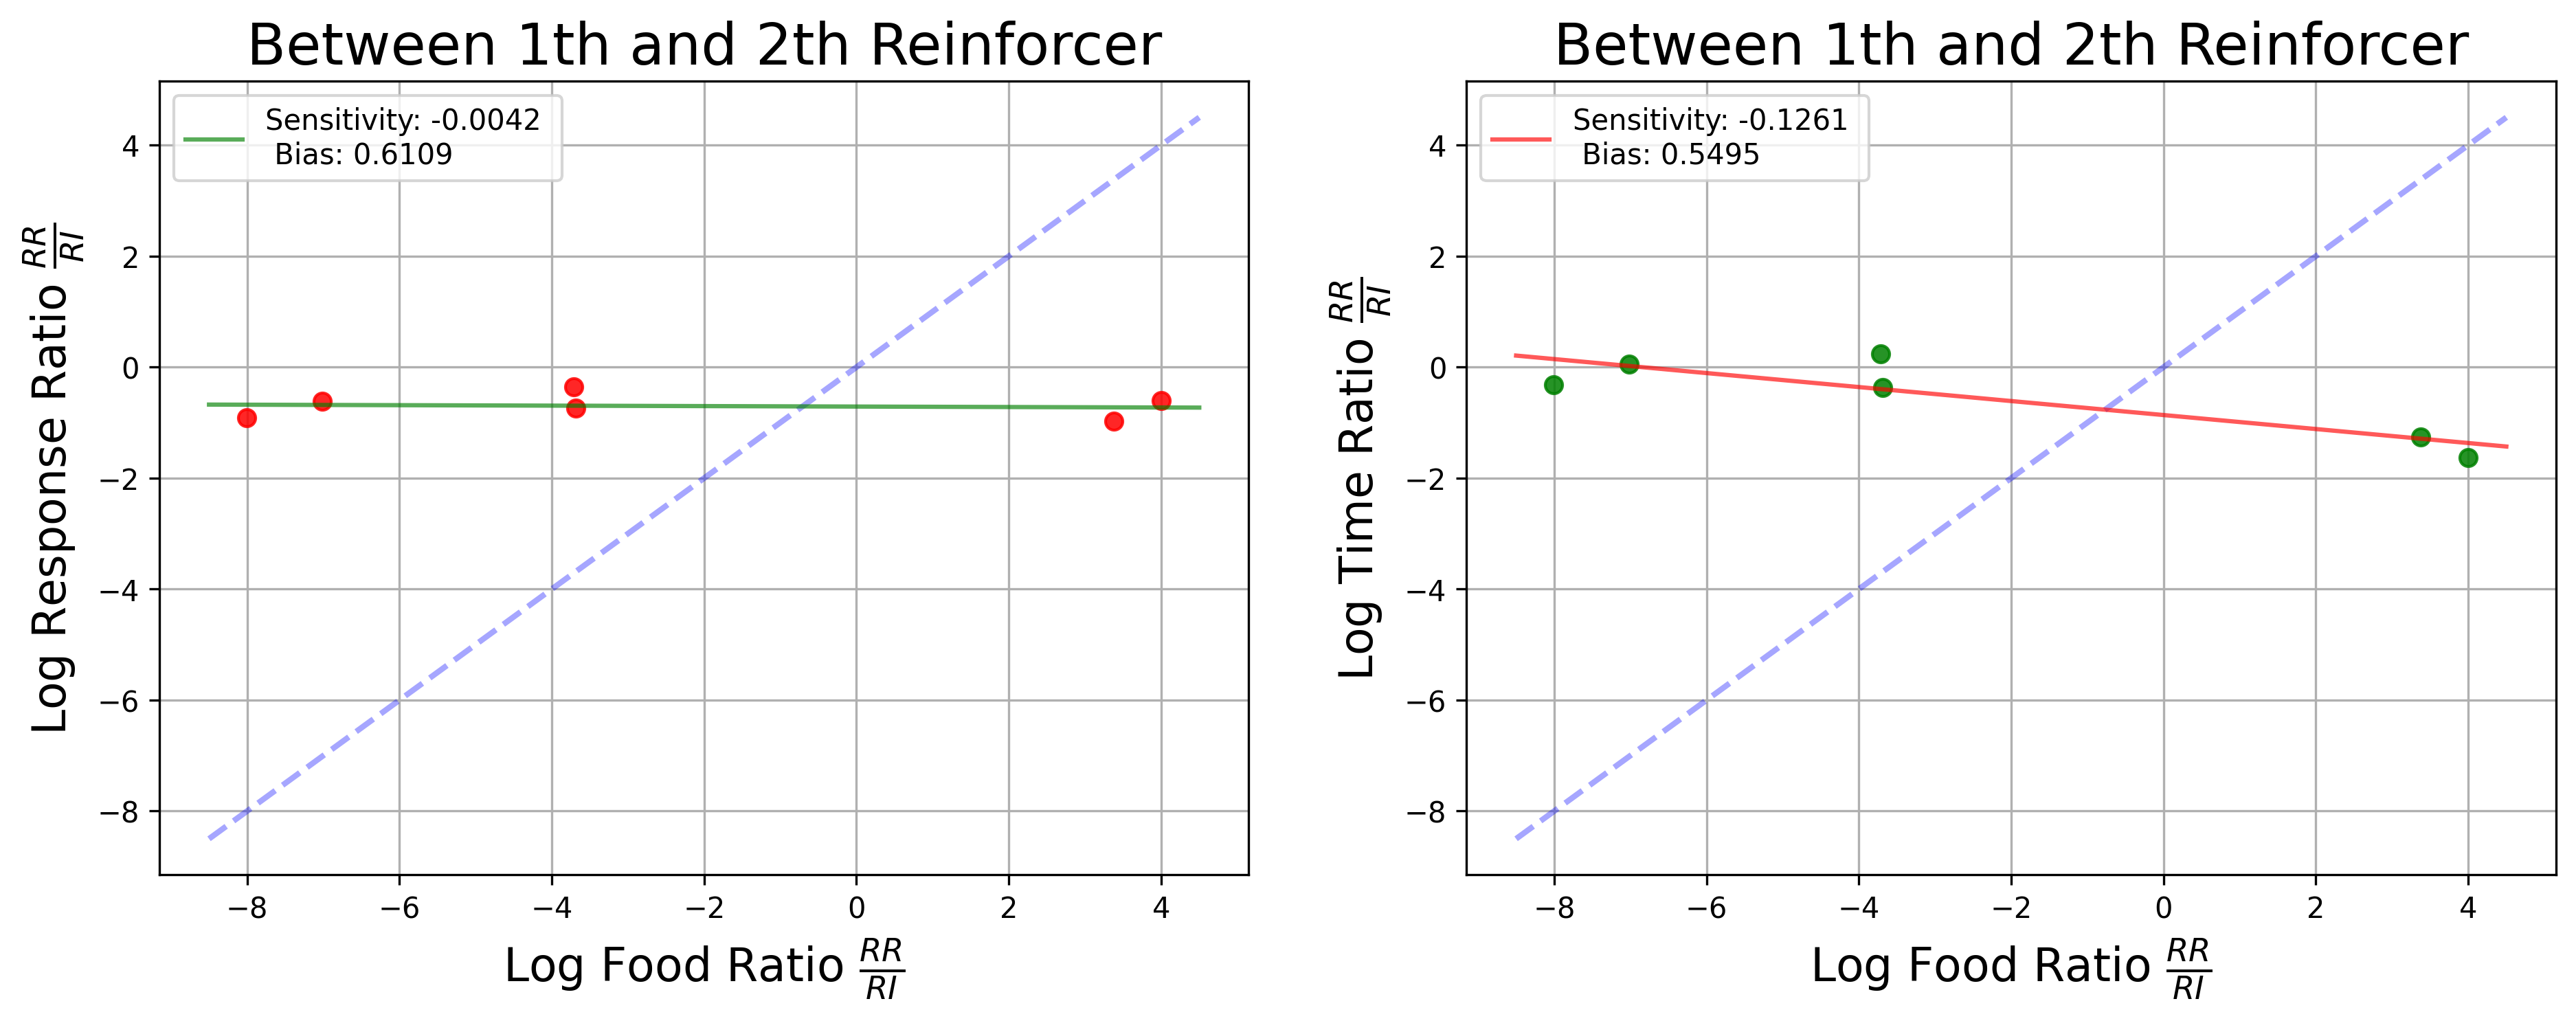 Between 1th and 2th Reinforcer
Sensitivity: -0.0042
Bias: 0.6109
4
2
0
−2
−4
−6
−8
Log Response Ratio RR/RI
−8 −6 −4 −2 0 2 4
Log Food Ratio RR/RI
Between 1th and 2th Reinforcer
Sensitivity: -0.1261
Bias: 0.5495
4
2
0
−2
−4
−6
−8
Log Time Ratio RR/RI
−8 −6 −4 −2 0 2 4
Log Food Ratio RR/RI